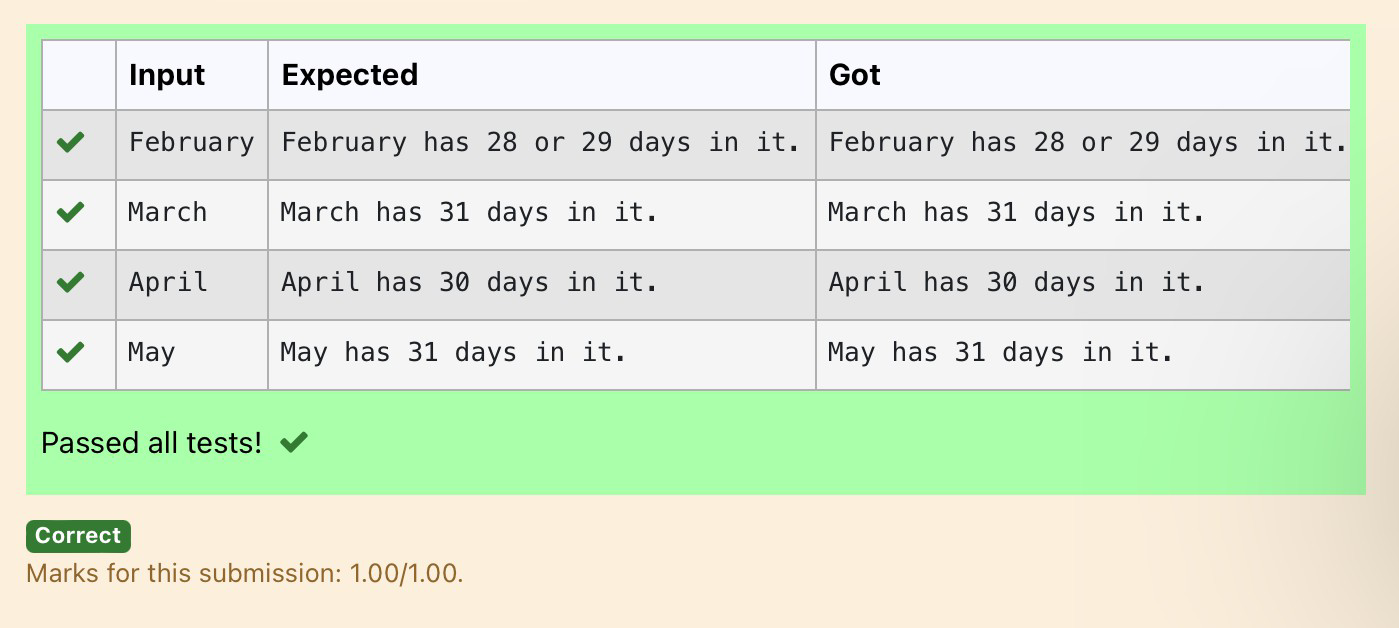 Input Expected Got
February February has 28 or 29 days in it. February has 28 or 29 days in it.
March March has 31 days in it. March has 31 days in it.
April April has 30 days in it. April has 30 days in it.
May May has 31 days in it. May has 31 days in it.
Passed all tests!
Correct
Marks for this submission: 1.00/1.00.